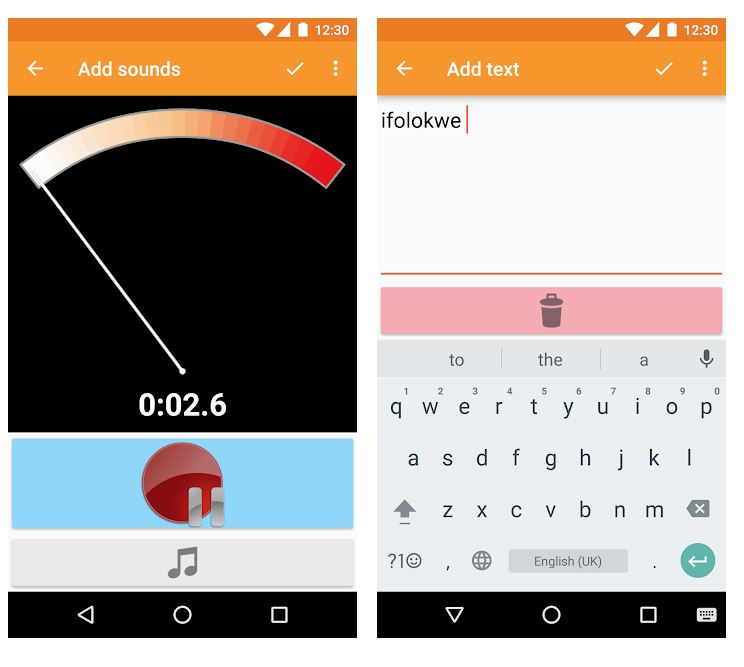 12:30
Add sounds
0:02.6
12:30
Add text
ifolokwe
to the a
1 2 3 4 5 6 7 8 9 0
q w e r t y u i o p
a s d f g h j k l
z x c v b n m
?1☺ , English (UK) .